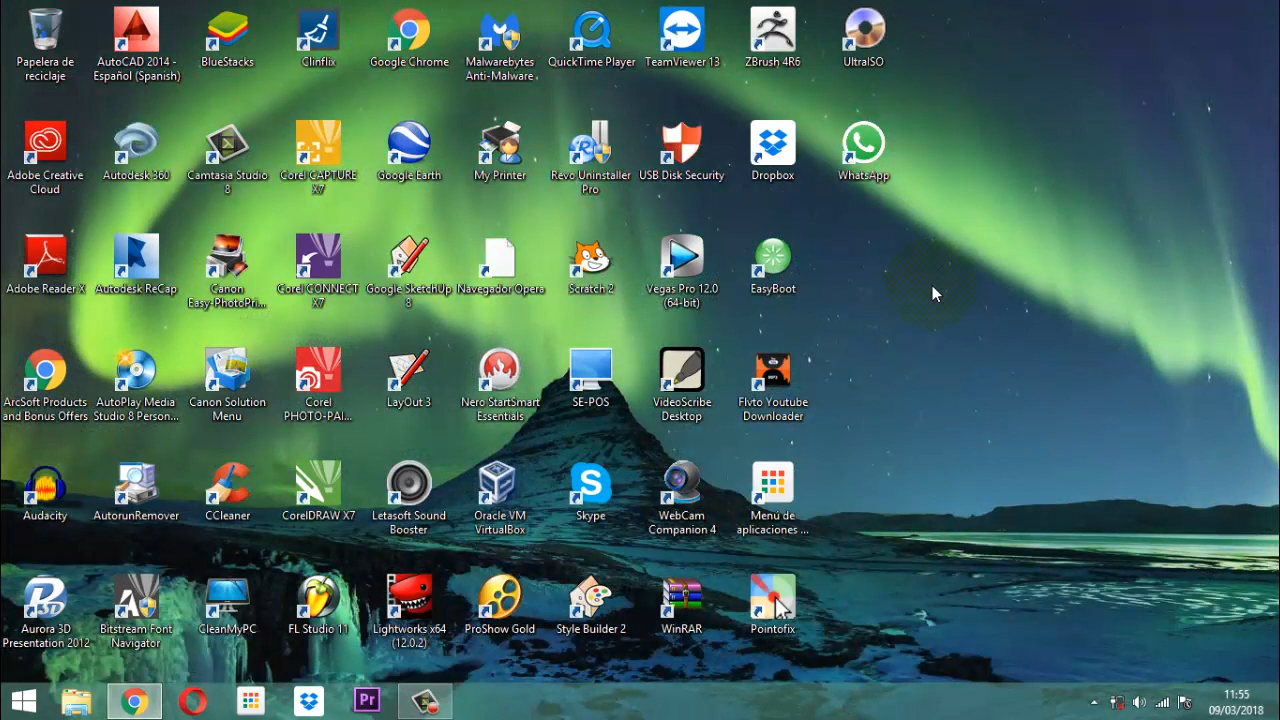 Papelera de
reciclaje
AutoCAD 2014 -
Español (Spanish)
BlueStacks
Clinflix
Google Chrome
Malwarebytes
Anti-Malware
QuickTime Player
TeamViewer 13
ZBrush 4R6
UltraISO
Adobe Creative
Cloud
Autodesk 360
Camtasia Studio
8
Corel CAPTURE
X7
Google Earth
My Printer
Revo Uninstaller
Pro
USB Disk Security
Dropbox
WhatsApp
Adobe Reader X
Autodesk ReCap
Canon
Easy-PhotoPri...
Corel CONNECT
X7
Google SketchUp
8
Navegador Opera
Scratch 2
Vegas Pro 12.0
(64-bit)
EasyBoot
ArcSoft Products
and Bonus Offers
AutoPlay Media
Studio 8 Person...
Canon Solution
Menu
Corel
PHOTO-PAI...
LayOut 3
Nero StartSmart
Essentials
SE-POS
VideoScribe
Desktop
Flvto Youtube
Downloader
Audacity
AutorunRemover
CCleaner
CorelDRAW X7
Letasoft Sound
Booster
Oracle VM
VirtualBox
Skype
WebCam
Companion 4
Menú de
aplicaciones ...
Aurora 3D
Presentation 2012
Bitstream Font
Navigator
CleanMyPC
FL Studio 11
Lightworks x64
(12.0.2)
ProShow Gold
Style Builder 2
WinRAR
Pointofix
Pr
11:55
09/03/2018